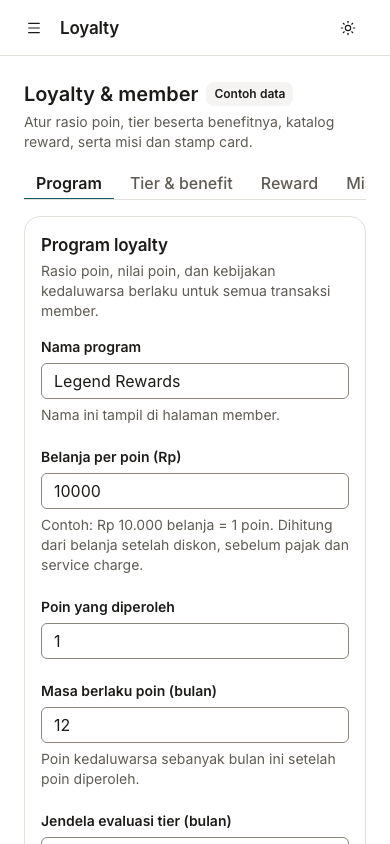 Loyalty
Loyalty & member
Contoh data
Atur rasio poin, tier beserta benefitnya, katalog
reward, serta misi dan stamp card.
Program
Tier & benefit
Reward
Mi
Program loyalty
Rasio poin, nilai poin, dan kebijakan
kedaluwarsa berlaku untuk semua transaksi
member.
Nama program
Legend Rewards
Nama ini tampil di halaman member.
Belanja per poin (Rp)
10000
Contoh: Rp 10.000 belanja = 1 poin. Dihitung
dari belanja setelah diskon, sebelum pajak dan
service charge.
Poin yang diperoleh
1
Masa berlaku poin (bulan)
12
Poin kedaluwarsa sebanyak bulan ini setelah
poin diperoleh.
Jendela evaluasi tier (bulan)